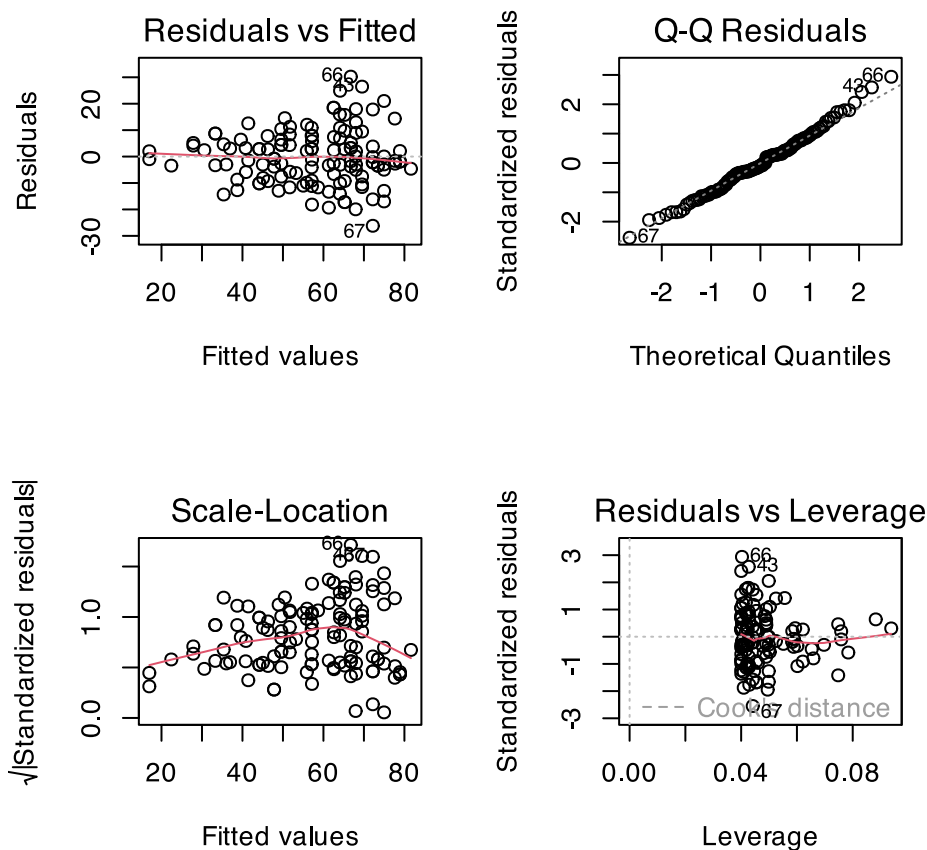 Residuals vs Fitted
Residuals
20
0
-30
66
43
67
20 40 60 80
Fitted values
Q-Q Residuals
Standardized residuals
2
0
-2
43 66
67
-2 -1 0 1 2
Theoretical Quantiles
Scale-Location
√|Standardized residuals|
1.0
0.0
66
43
20 40 60 80
Fitted values
Residuals vs Leverage
Standardized residuals
3
1
-1
-3
66
43
Cook's distance
67
0.00 0.04 0.08
Leverage